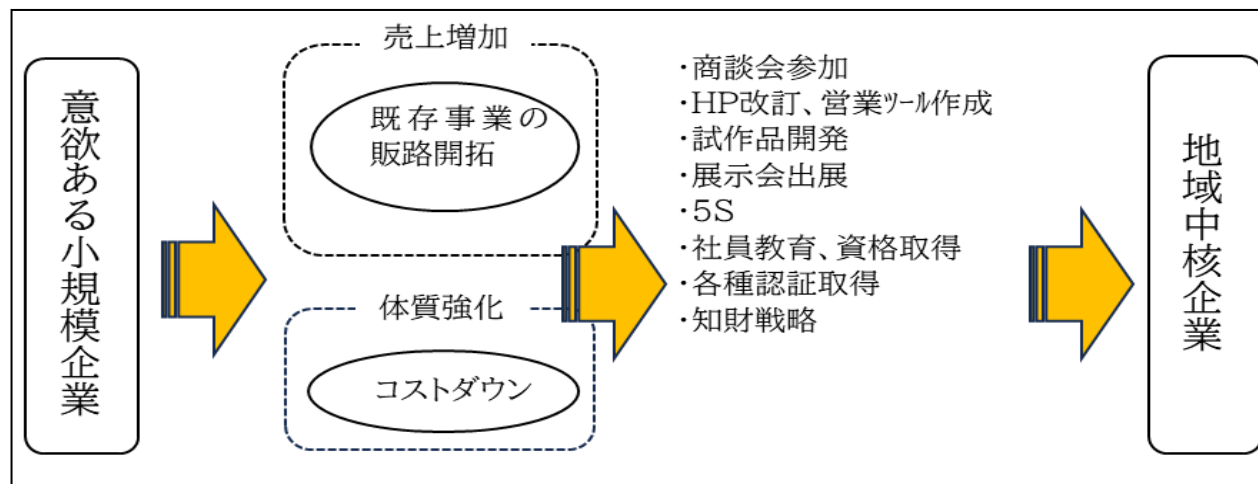 意欲ある小規模企業
売上増加
既存事業の
販路開拓
体質強化
コストダウン
・商談会参加
・HP改訂、営業ﾂｰﾙ作成
・試作品開発
・展示会出展
・5S
・社員教育、資格取得
・各種認証取得
・知財戦略
地域中核企業